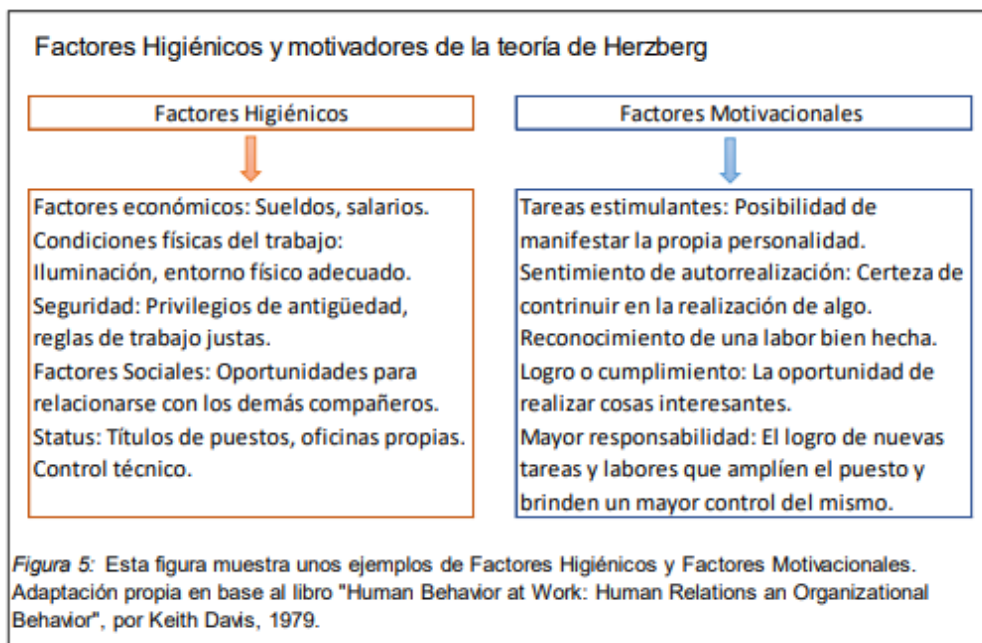 Factores Higiénicos y motivadores de la teoría de Herzberg
Factores Higiénicos
Factores económicos: Sueldos, salarios.
Condiciones físicas del trabajo:
Iluminación, entorno físico adecuado.
Seguridad: Privilegios de antigüedad,
reglas de trabajo justas.
Factores Sociales: Oportunidades para
relacionarse con los demás compañeros.
Status: Títulos de puestos, oficinas propias.
Control técnico.
Factores Motivacionales
Tareas estimulantes: Posibilidad de
manifestar la propia personalidad.
Sentimiento de autorrealización: Certeza de
contrinuir en la realización de algo.
Reconocimiento de una labor bien hecha.
Logro o cumplimiento: La oportunidad de
realizar cosas interesantes.
Mayor responsabilidad: El logro de nuevas
tareas y labores que amplíen el puesto y
brinden un mayor control del mismo.
Figura 5: Esta figura muestra unos ejemplos de Factores Higiénicos y Factores Motivacionales.
Adaptación propia en base al libro "Human Behavior at Work: Human Relations an Organizational
Behavior", por Keith Davis, 1979.